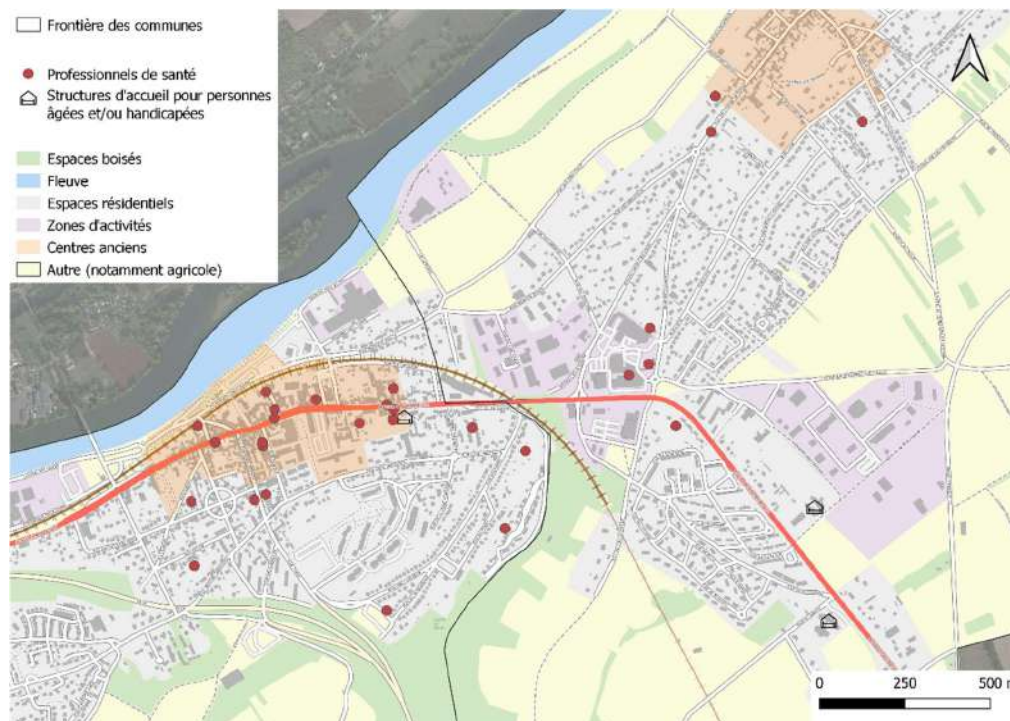 Frontière des communes
Professionnels de santé
Structures d'accueil pour personnes
âgées et/ou handicapées
Espaces boisés
Fleuve
Espaces résidentiels
Zones d'activités
Centres anciens
Autre (notamment agricole)
0 250 500 m